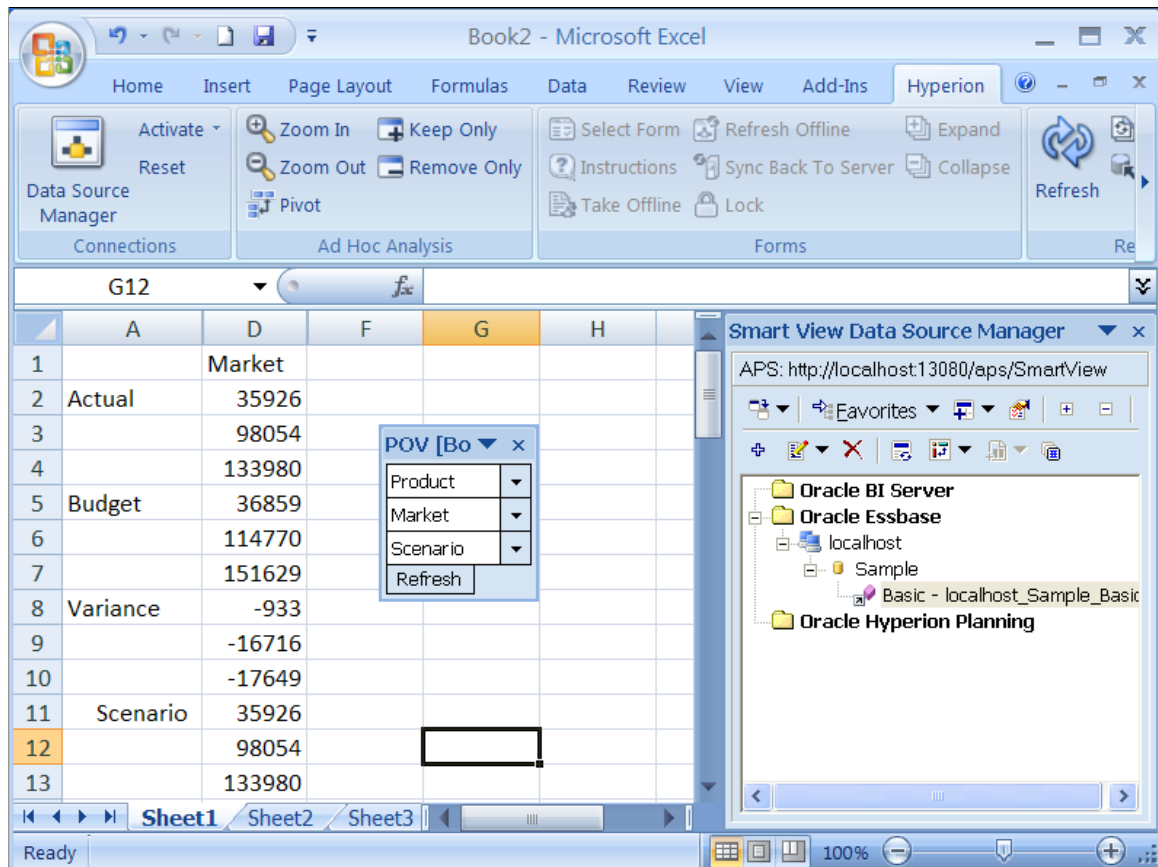 Book2 - Microsoft Excel
Home Insert Page Layout Formulas Data Review View Add-Ins Hyperion
Activate Zoom In Keep Only Select Form Refresh Offline Expand
Reset Zoom Out Remove Only Instructions Sync Back To Server Collapse
Data Source Manager Pivot Take Offline Lock Refresh
Connections Ad Hoc Analysis Forms Re
G12 fx
A D F G H
1 Market
2 Actual 35926
3 98054
4 133980
5 Budget 36859
6 114770
7 151629
8 Variance -933
9 -16716
10 -17649
11 Scenario 35926
12 98054
13 133980
POV [Bo
Product
Market
Scenario
Refresh
Smart View Data Source Manager
APS: http://localhost:13080/aps/SmartView
Favorites
Oracle BI Server
Oracle Essbase
localhost
Sample
Basic - localhost_Sample_Basic
Oracle Hyperion Planning
Sheet1 Sheet2 Sheet3
Ready 100%